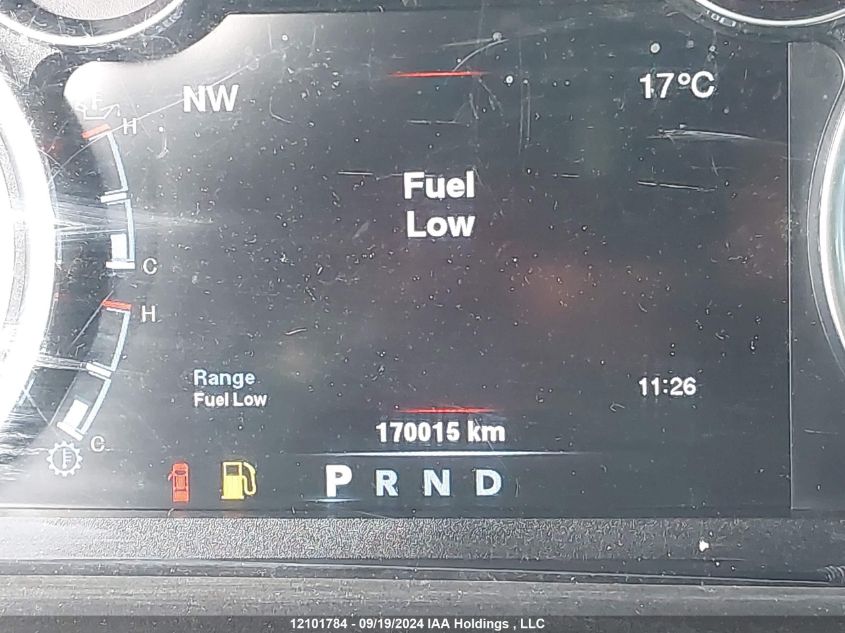 NW
17°C
H
Fuel
Low
C
H
Range
11:26
Fuel Low
170015 km
C
P R N D
12101784 - 09/19/2024 IAA Holdings , LLC